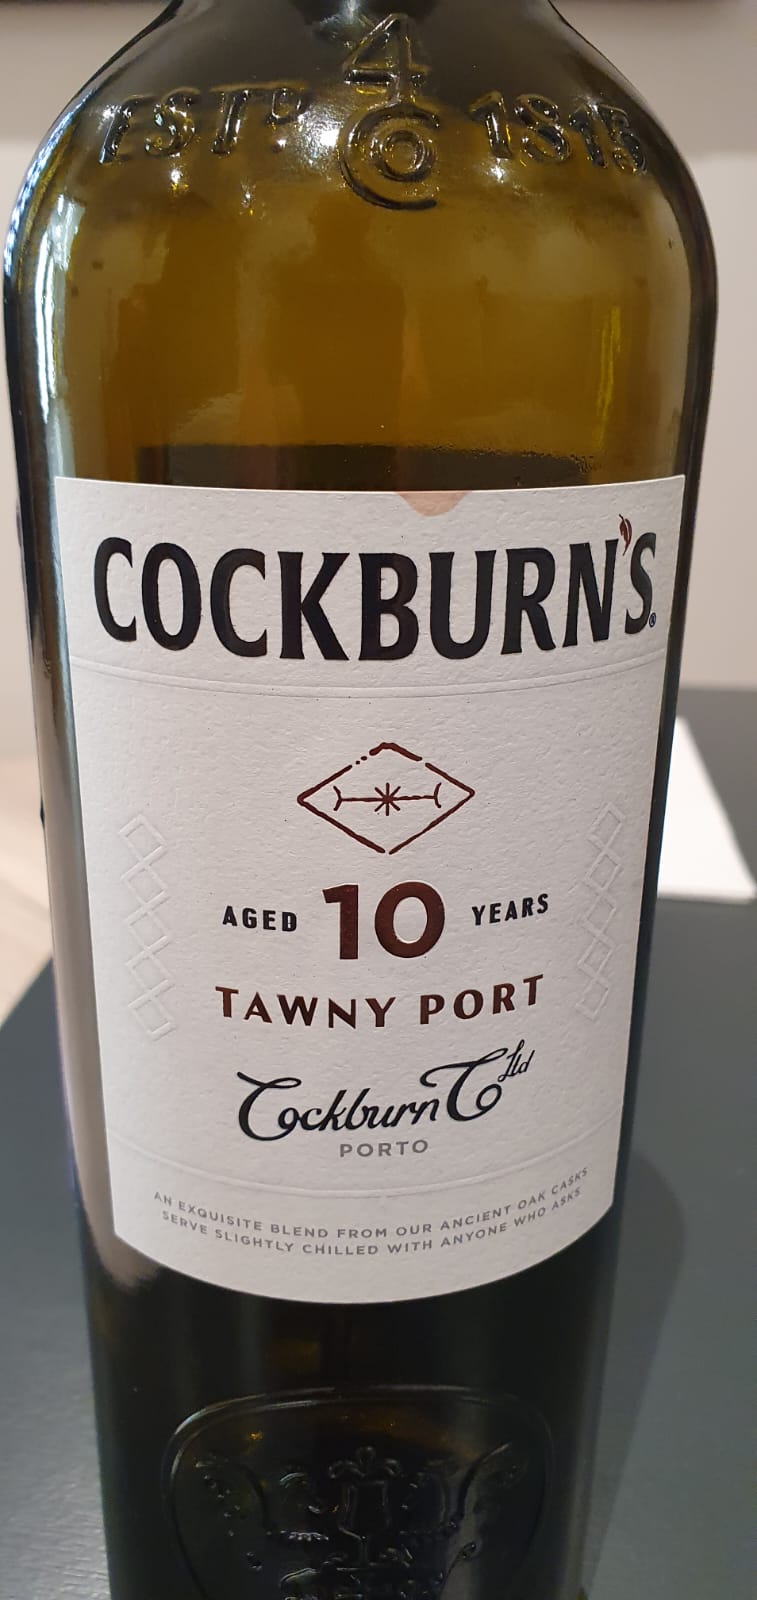 4
ESTD 1815
COCKBURN'S®
AGED 10 YEARS
TAWNY PORT
Cockburn Co Ltd
PORTO
AN EXQUISITE BLEND FROM OUR ANCIENT OAK CASKS
SERVE SLIGHTLY CHILLED WITH ANYONE WHO ASKS